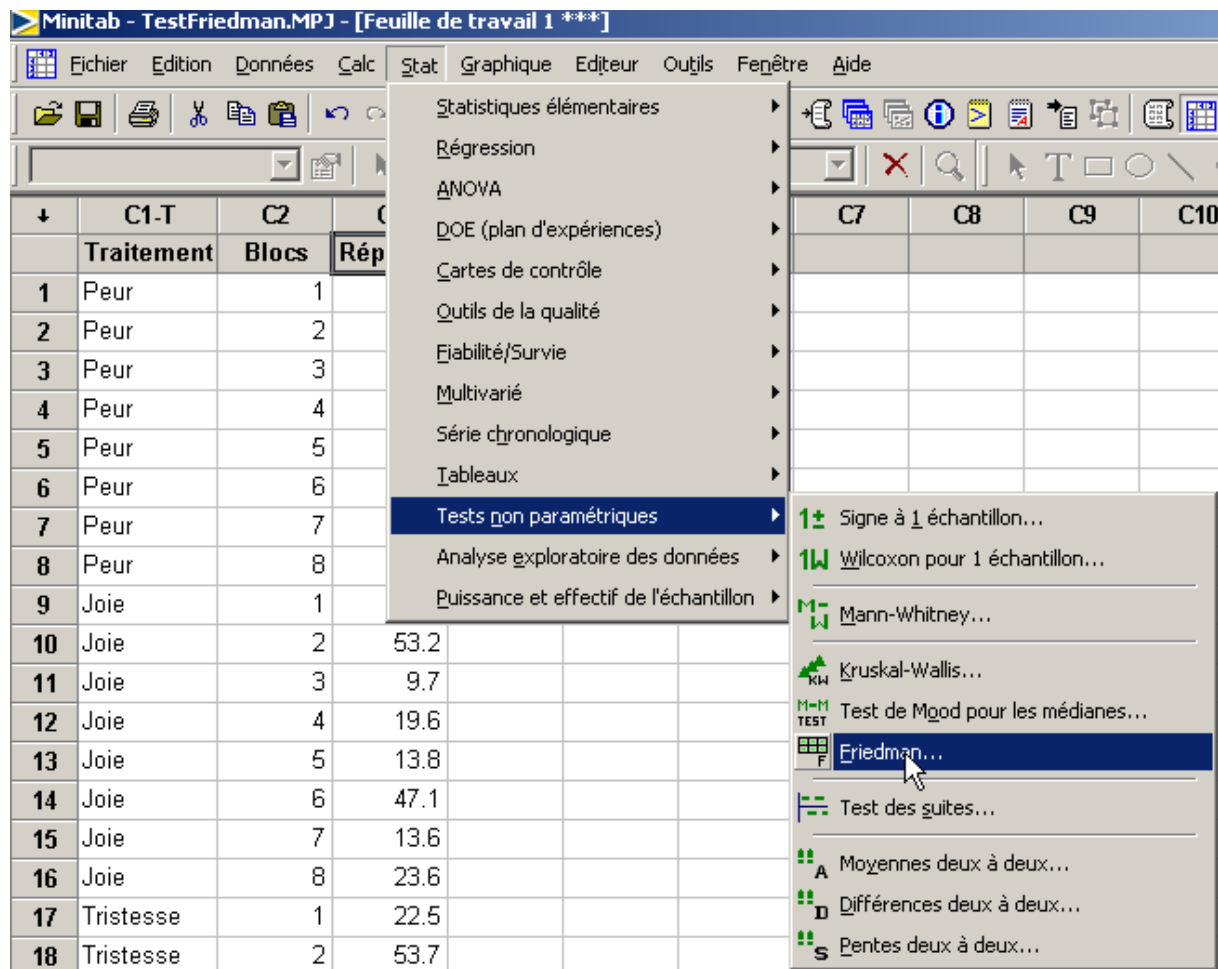 Minitab - TestFriedman.MPJ - [Feuille de travail 1 ***]
Fichier Edition Données Calc Stat Graphique Editeur Outils Fenêtre Aide
Statistiques élémentaires
Régression
ANOVA
DOE (plan d'expériences)
Cartes de contrôle
Outils de la qualité
Fiabilité/Survie
Multivarié
Série chronologique
Tableaux
Tests non paramétriques
Analyse exploratoire des données
Puissance et effectif de l'échantillon
1± Signe à 1 échantillon...
1W Wilcoxon pour 1 échantillon...
M-W Mann-Whitney...
KW Kruskal-Wallis...
M-M TEST Test de Mood pour les médianes...
F Friedman...
Test des suites...
A Moyennes deux à deux...
D Différences deux à deux...
S Pentes deux à deux...
C1-T C2 C7 C8 C9 C10
Traitement Blocs Rép
1 Peur 1
2 Peur 2
3 Peur 3
4 Peur 4
5 Peur 5
6 Peur 6
7 Peur 7
8 Peur 8
9 Joie 1
10 Joie 2 53.2
11 Joie 3 9.7
12 Joie 4 19.6
13 Joie 5 13.8
14 Joie 6 47.1
15 Joie 7 13.6
16 Joie 8 23.6
17 Tristesse 1 22.5
18 Tristesse 2 53.7